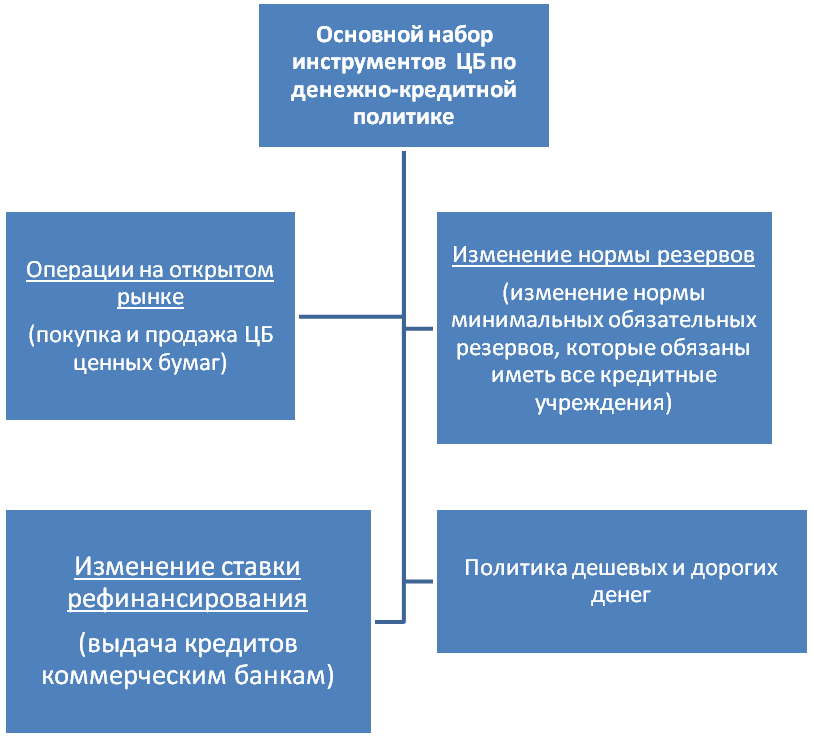 Основной набор
инструментов ЦБ по
денежно-кредитной
политике
Операции на открытом
рынке
(покупка и продажа ЦБ
ценных бумаг)
Изменение нормы резервов
(изменение нормы
минимальных обязательных
резервов, которые обязаны
иметь все кредитные
учреждения)
Изменение ставки
рефинансирования
(выдача кредитов
коммерческим банкам)
Политика дешевых и дорогих
денег